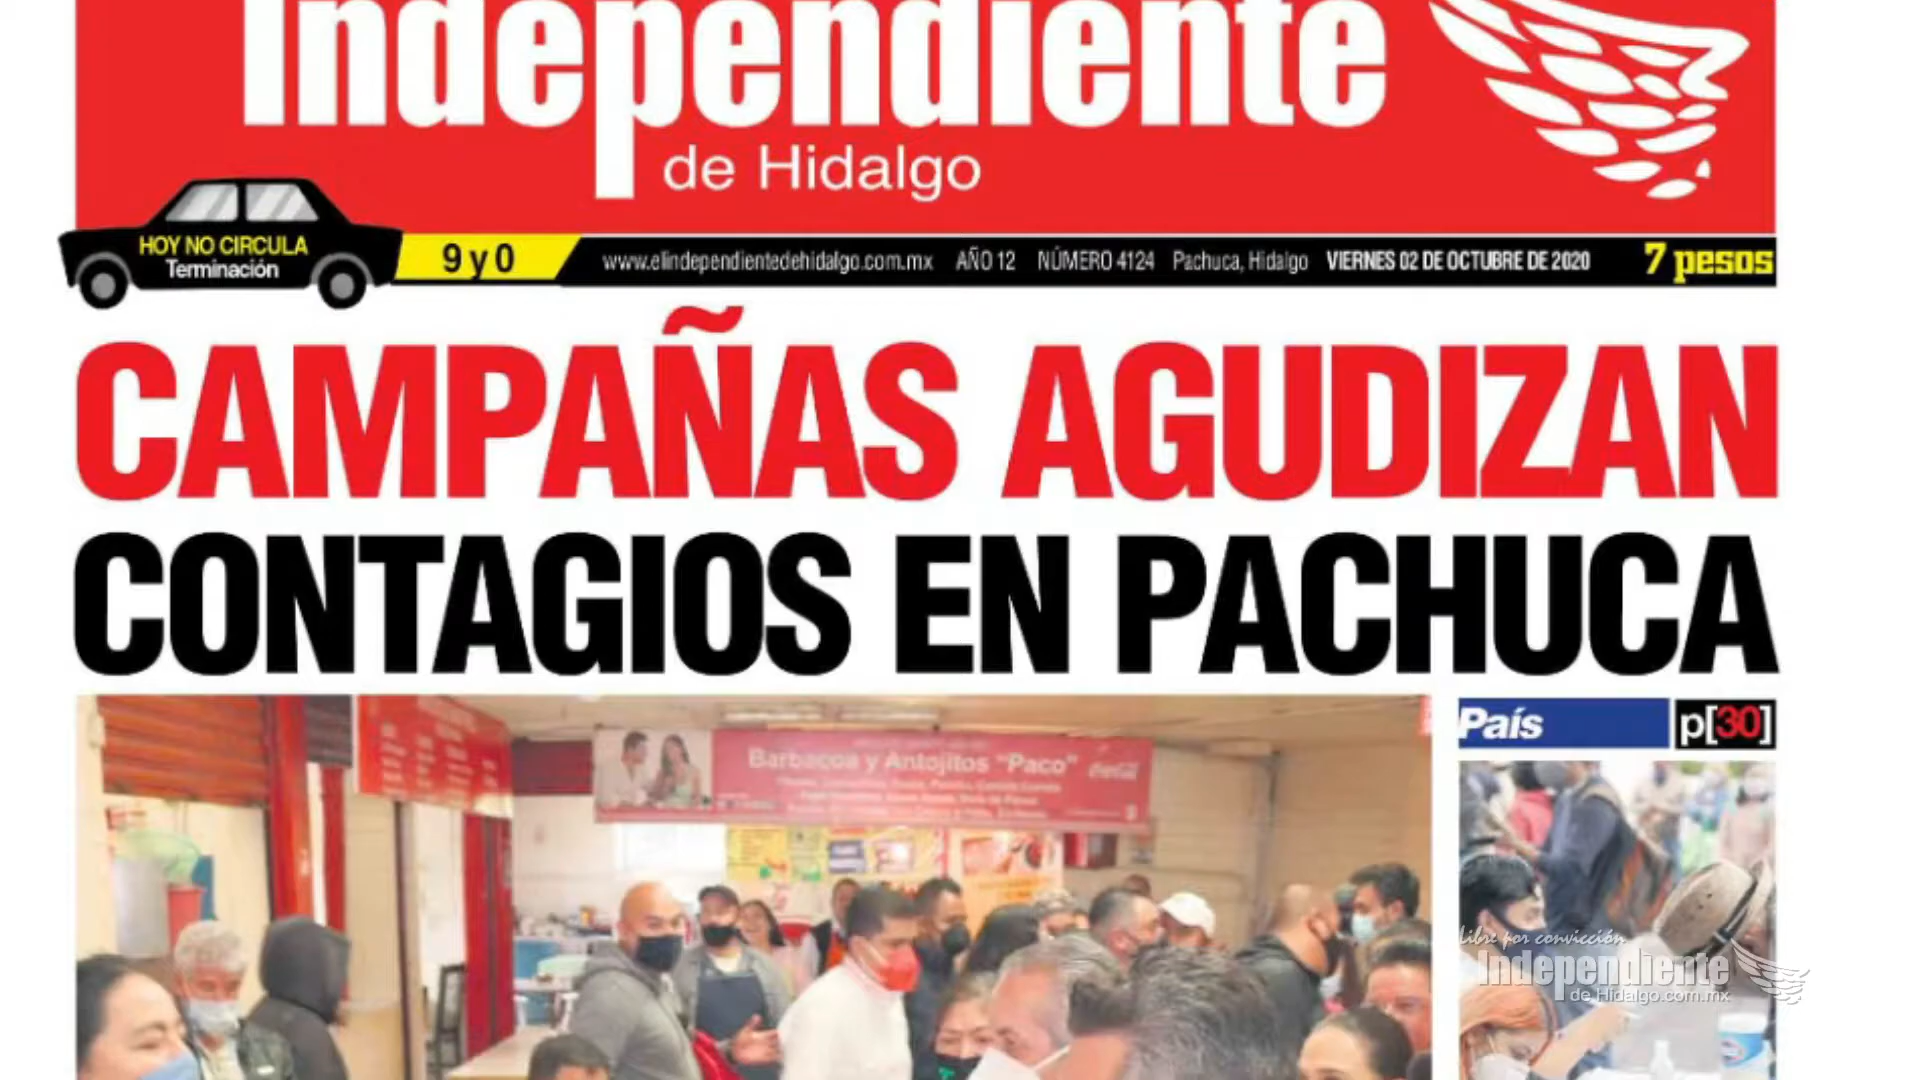 Independiente
de Hidalgo
HOY NO CIRCULA
Terminación
9 y 0
www.elindependientedehidalgo.com.mx AÑO 12 NÚMERO 4124 Pachuca, Hidalgo VIERNES 02 DE OCTUBRE DE 2020 7 pesos
CAMPAÑAS AGUDIZAN
CONTAGIOS EN PACHUCA
País p[30]
Barbacoa y Antojitos "Paco"
Coca-Cola
Libre por convicción
Independiente
de Hidalgo.com.mx